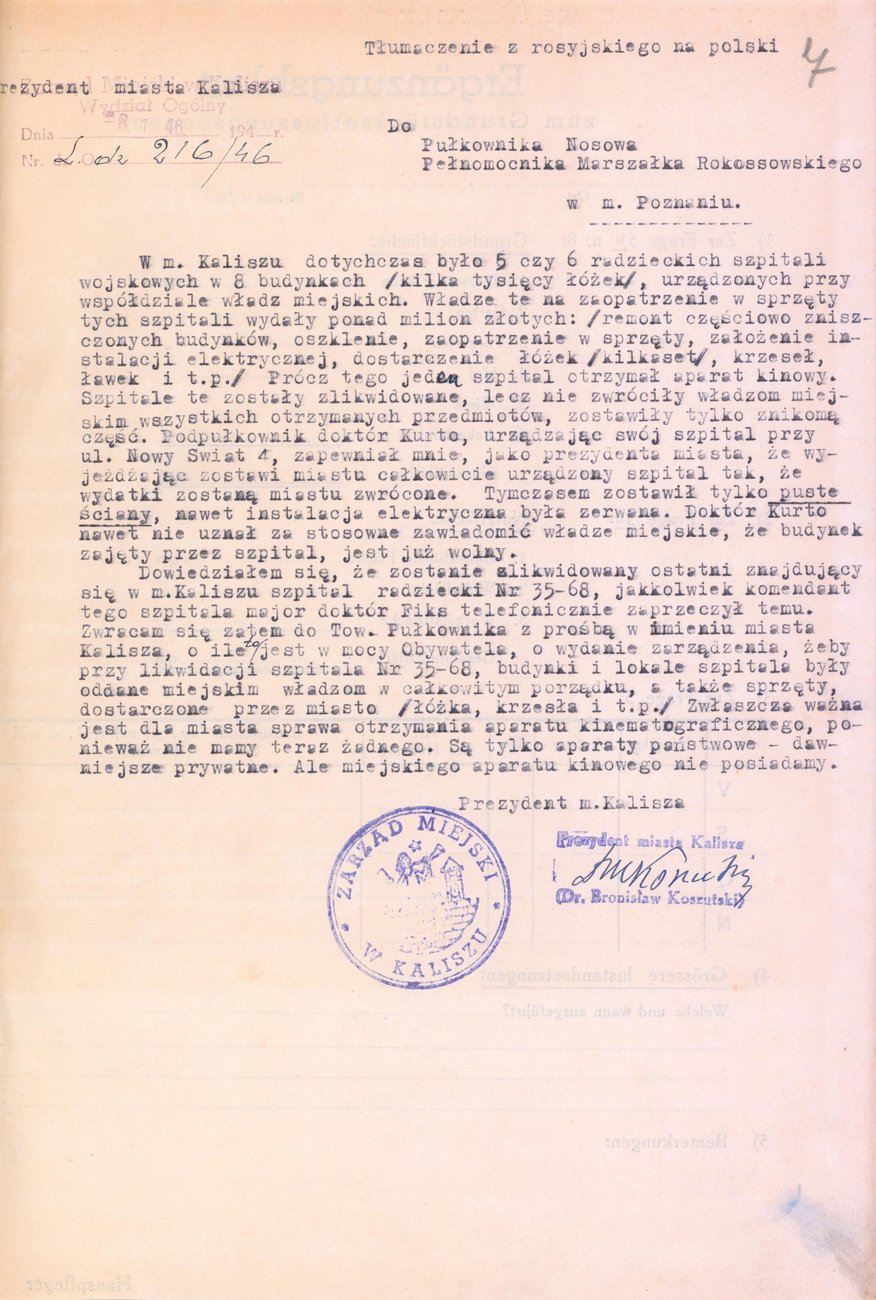 Tłumaczenie z rosyjskiego na polski
7
rezydent miasta Kalisza
Zarząd Miejski w Kaliszu
Wydział Ogólny
Dnia 8. 7 46 194 r.
Nr. L. Ok 216/46
Do
Pułkownika Nosowa
Pełnomocnika Marszałka Rokossowskiego
w m. Poznaniu.
W m. Kaliszu dotychczas było 5 czy 6 radzieckich szpitali
wojskowych w 8 budynkach /kilka tysięcy łóżek/, urządzonych przy
współdziale władz miejskich. Władze te na zaopatrzenie w sprzęty
tych szpitali wydały ponad milion złotych: /remont częściowo znisz-
czonych budynków, oszklenie, zaopatrzenie w sprzęty, założenie in-
stalacji elektrycznej, dostarczenie łóżek /kilkaset/, krzeseł,
ławek i t.p./ Prócz tego jeden szpital otrzymał aparat kinowy.
Szpitale te zostały zlikwidowane, lecz nie zwróciły władzom miej-
skim wszystkich otrzymanych przedmiotów, zostawiły tylko znikomą
część. Podpułkownik doktór Kurto, urządzając swój szpital przy
ul. Nowy Swiat 4, zapewniał mnie, jako prezydenta miasta, że wy-
jeżdżając zostawi miastu całkowicie urządzony szpital tak, że
wydatki zostaną miastu zwrócone. Tymczasem zostawił tylko puste
ściany, nawet instalacja elektryczna była zerwana. Doktór Kurto
nawet nie uznał za stosowne zawiadomić władze miejskie, że budynek
zajęty przez szpital, jest już wolny.
Dowiedziałem się, że zostanie zlikwidowany ostatni znajdujący
się w m.Kaliszu szpital radziecki Nr 35-68, jakkolwiek komendant
tego szpitala major doktór Fiks telefonicznie zaprzeczył temu.
Zwracam się zatem do Tow. Pułkownika z prośbą w imieniu miasta
Kalisza, o ile to jest w mocy Obywatela, o wydanie zarządzenia, żeby
przy likwidacji szpitala Nr 35-68, budynki i lokale szpitala były
oddane miejskim władzom w całkowitym porządku, a także sprzęty,
dostarczone przez miasto /łóżka, krzesła i t.p./ Zwłaszcza ważna
jest dla miasta sprawa otrzymania aparatu kinematograficznego, po-
nieważ nie mamy teraz żadnego. Są tylko aparaty państwowe - daw-
niejsze prywatne. Ale miejskiego aparatu kinowego nie posiadamy.
Prezydent m.Kalisza
ZARZĄD MIEJSKI
W KALISZU
Prezydent miasta Kalisza
(Dr. Bronisław Koszutski)